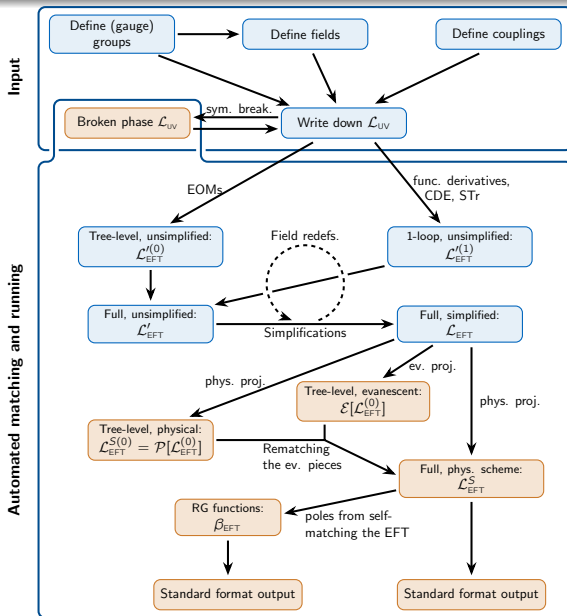 Input
Define (gauge)
groups
Define fields
Define couplings
sym. break.
Broken phase ℒ_UV
Write down ℒ_UV
Automated matching and running
EOMs
func. derivatives,
CDE, STr
Tree-level, unsimplified:
ℒ′^(0)_EFT
Field redefs.
1-loop, unsimplified:
ℒ′^(1)_EFT
Full, unsimplified:
ℒ′_EFT
Simplifications
Full, simplified:
ℒ_EFT
phys. proj.
ev. proj.
phys. proj.
Tree-level, evanescent:
ℰ[ℒ^(0)_EFT]
Tree-level, physical:
ℒ^S(0)_EFT = 𝒫[ℒ^(0)_EFT]
Rematching
the ev. pieces
Full, phys. scheme:
ℒ^S_EFT
RG functions:
β_EFT
poles from self-
matching the EFT
Standard format output
Standard format output